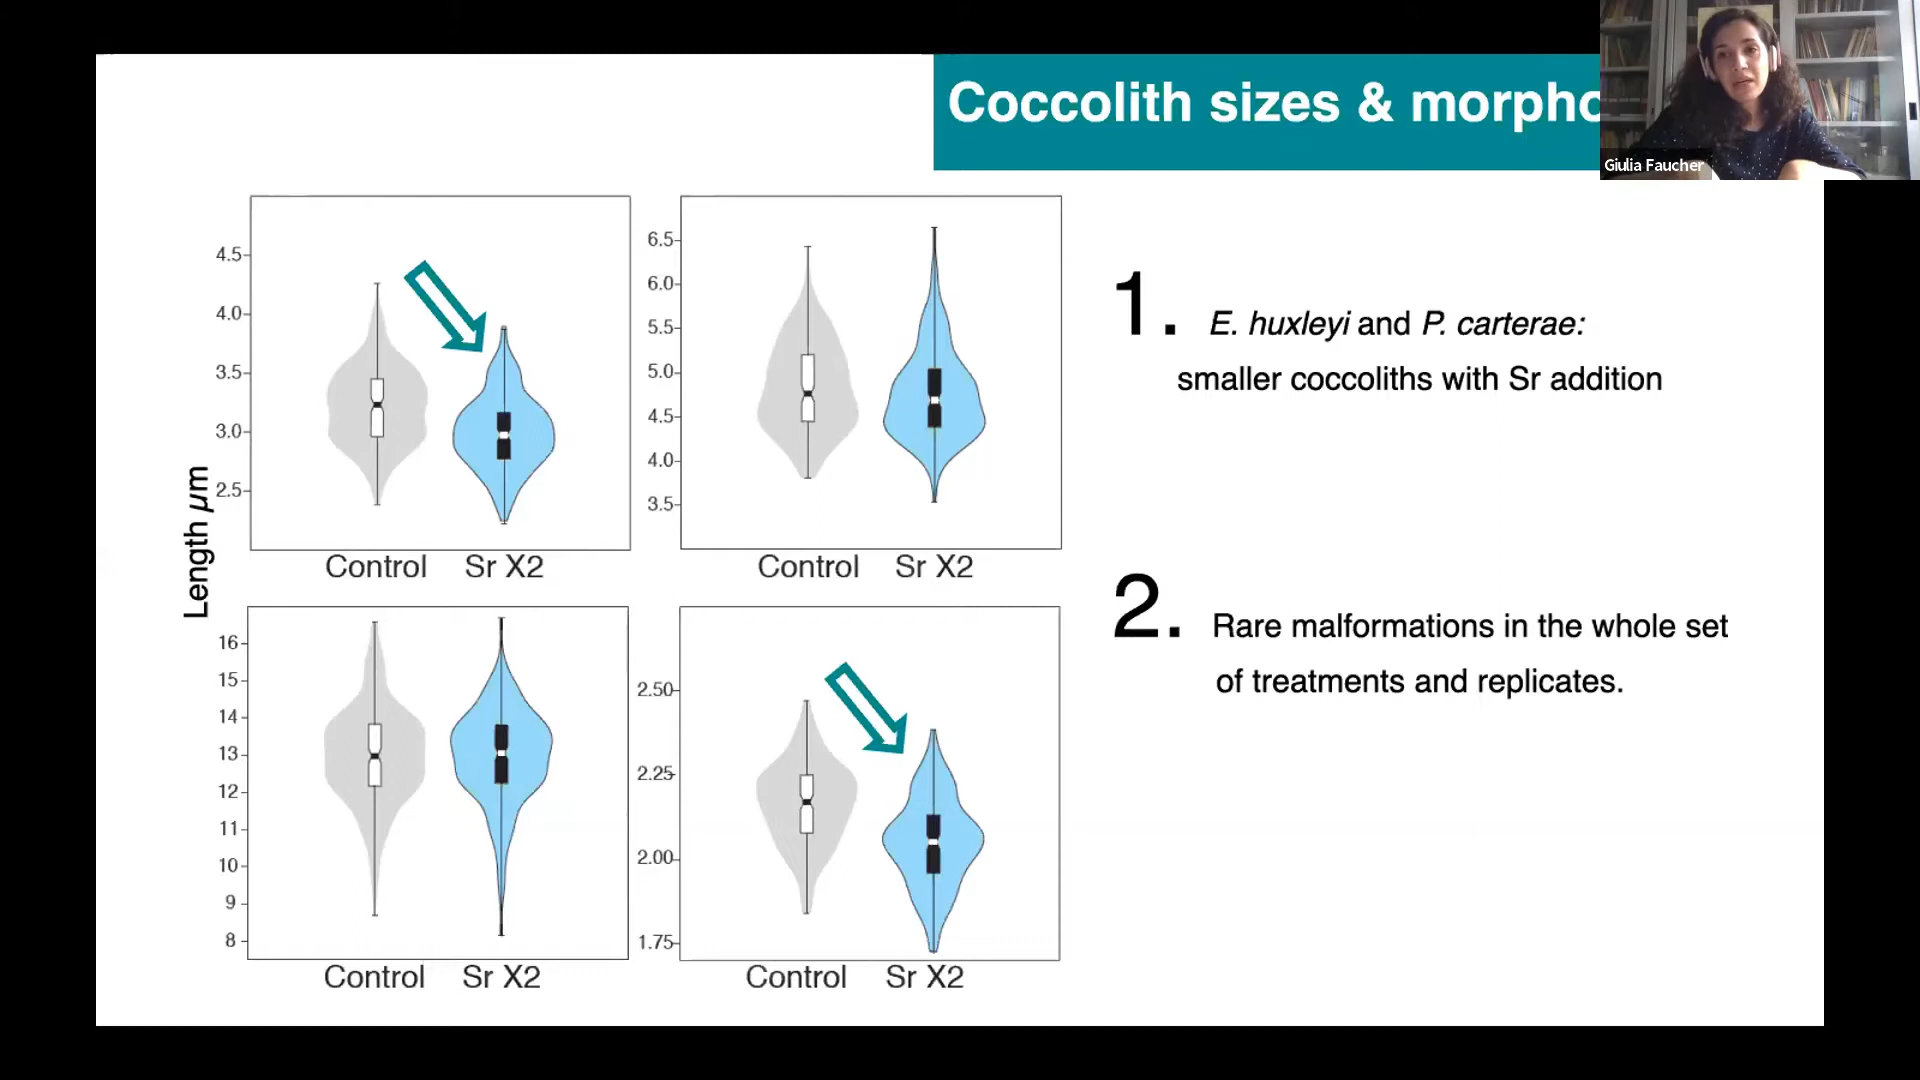 Coccolith sizes & morpho
Giulia Faucher
Length µm
4.5
4.0
3.5
3.0
2.5
Control Sr X2
6.5
6.0
5.5
5.0
4.5
4.0
3.5
Control Sr X2
16
15
14
13
12
11
10
9
8
Control Sr X2
2.50
2.25
2.00
1.75
Control Sr X2
1. E. huxleyi and P. carterae:
smaller coccoliths with Sr addition
2. Rare malformations in the whole set
of treatments and replicates.